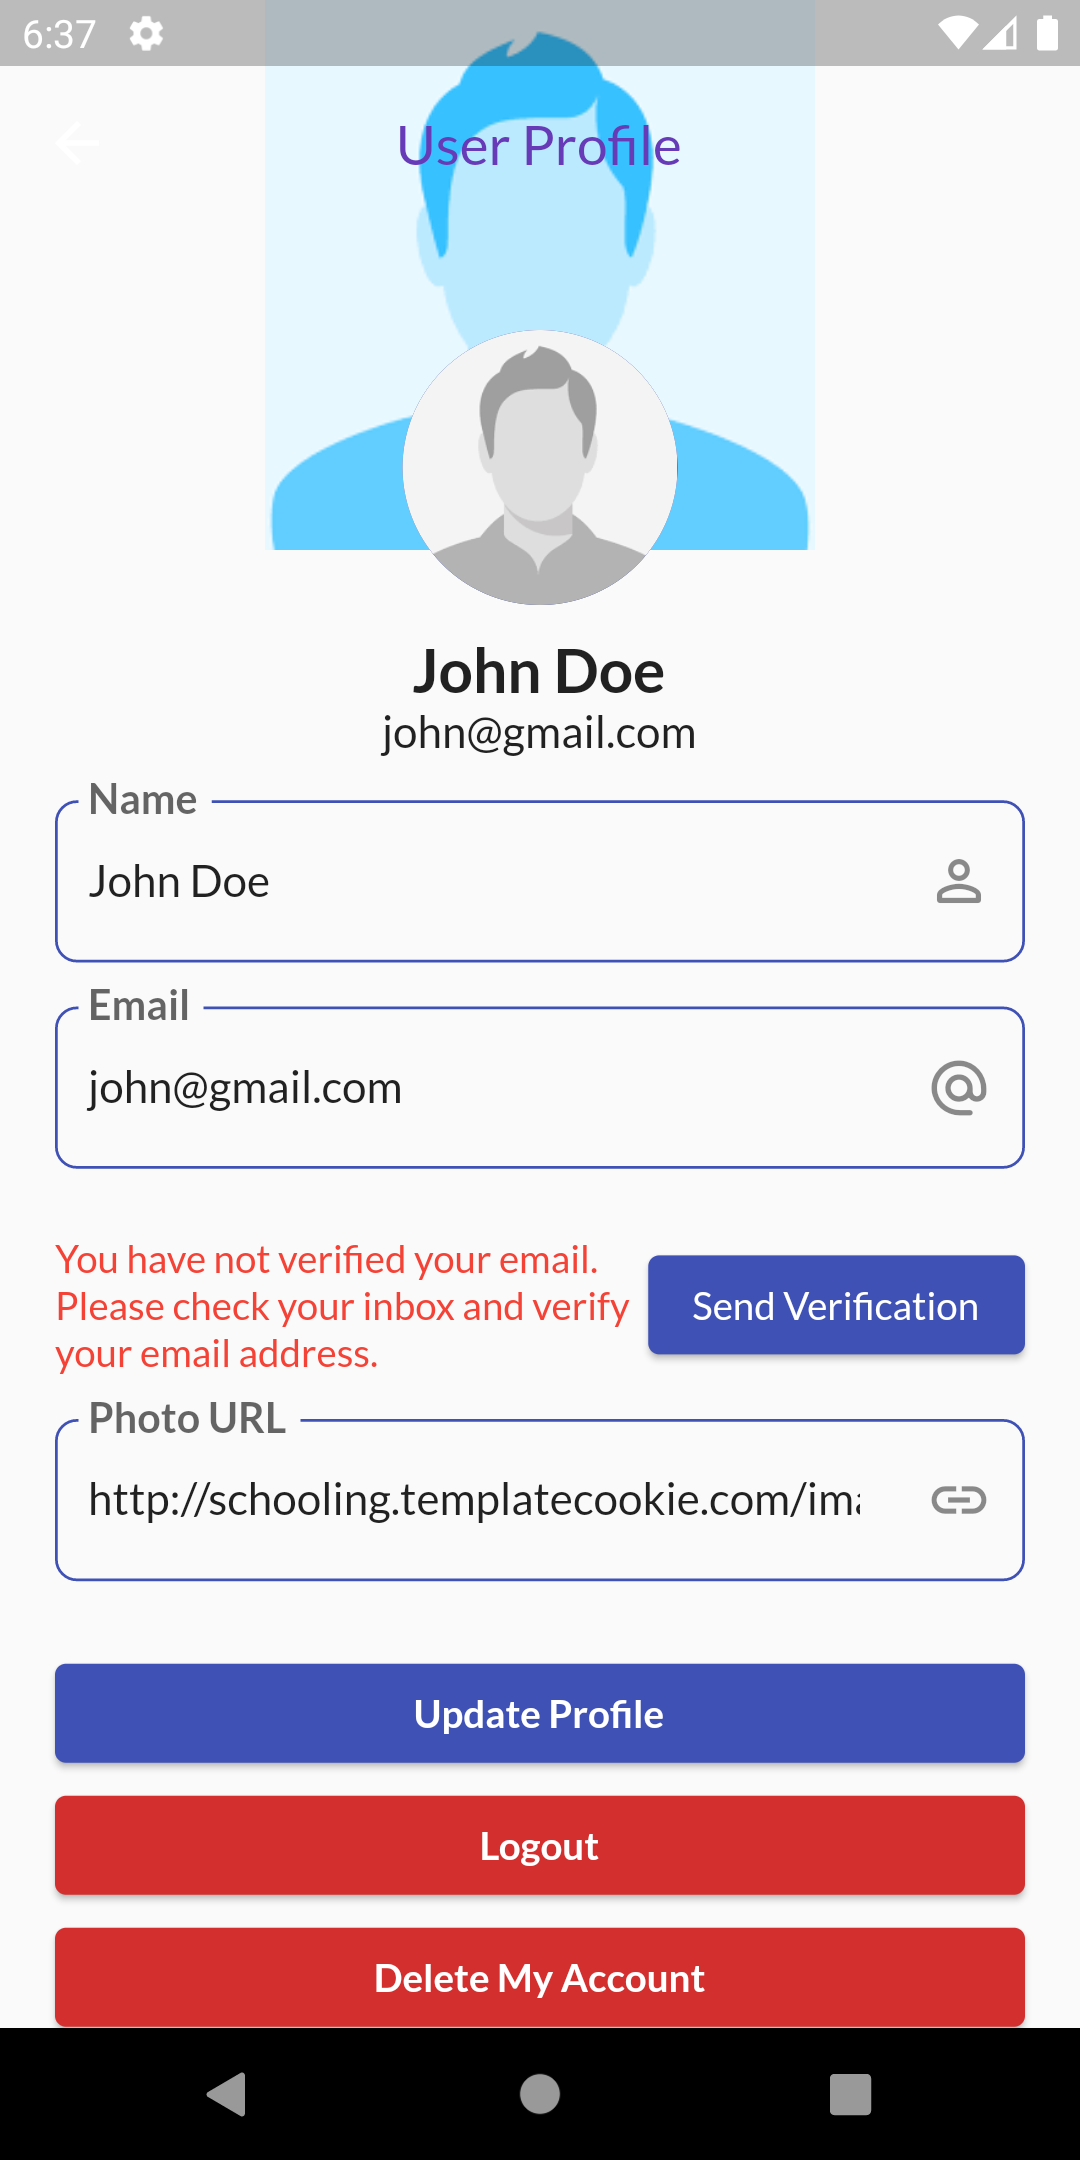 6:37
User Profile
John Doe
john@gmail.com
Name
John Doe
Email
john@gmail.com
You have not verified your email.
Please check your inbox and verify
your email address.
Send Verification
Photo URL
http://schooling.templatecookie.com/ima
Update Profile
Logout
Delete My Account